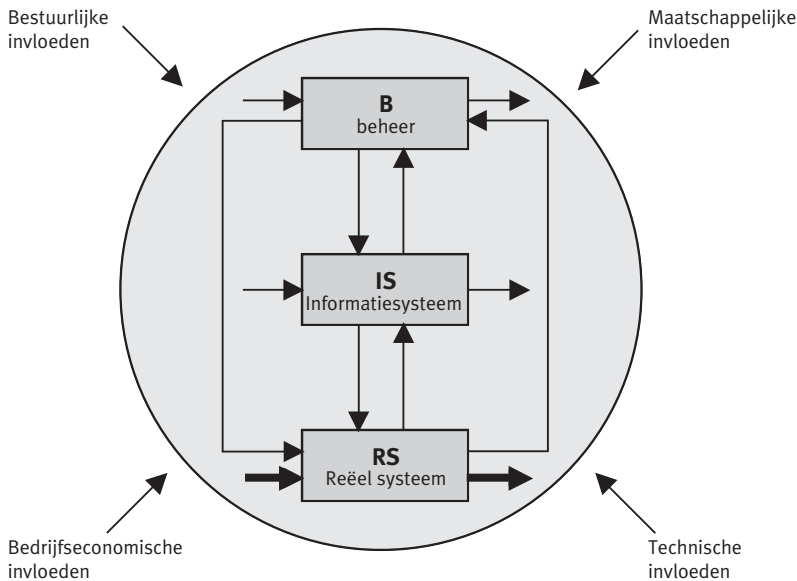 Bestuurlijke
invloeden
Maatschappelijke
invloeden
B
beheer
IS
Informatiesysteem
RS
Reëel systeem
Bedrijfseconomische
invloeden
Technische
invloeden